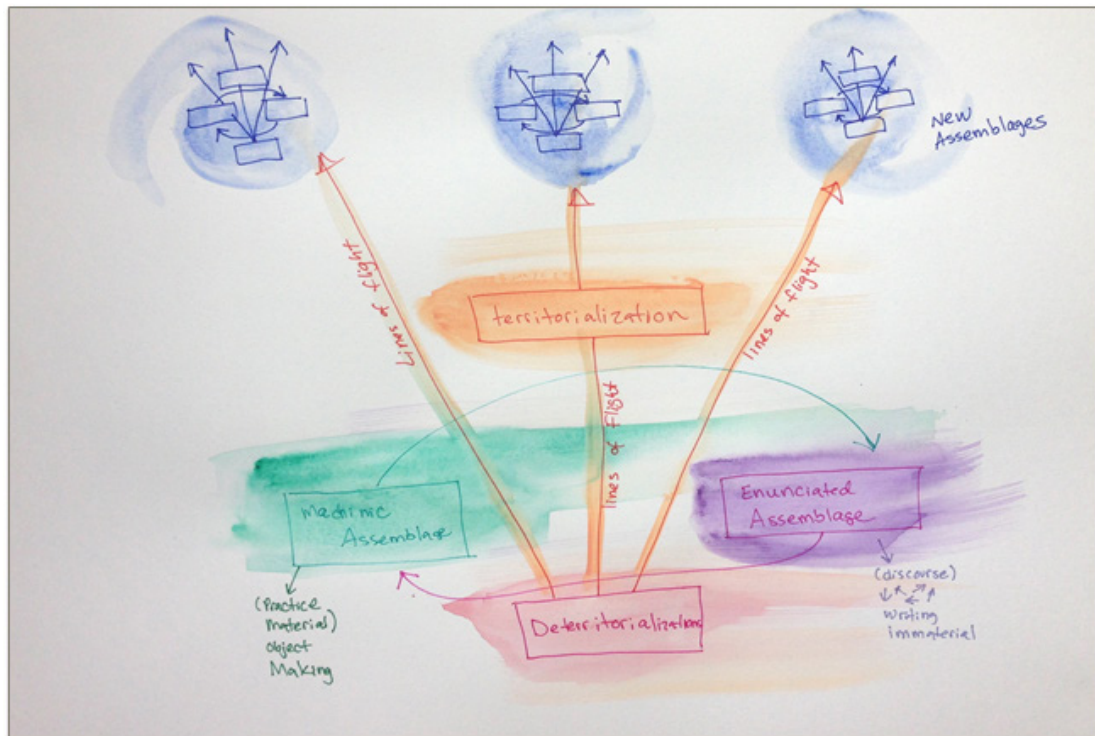 New
Assemblages
Lines of flight
lines of flight
lines of flight
territorialization
Machinic
Assemblage
Enunciated
Assemblage
(Practice
material)
object
Making
(discourse)
writing
immaterial
Deterritorializations